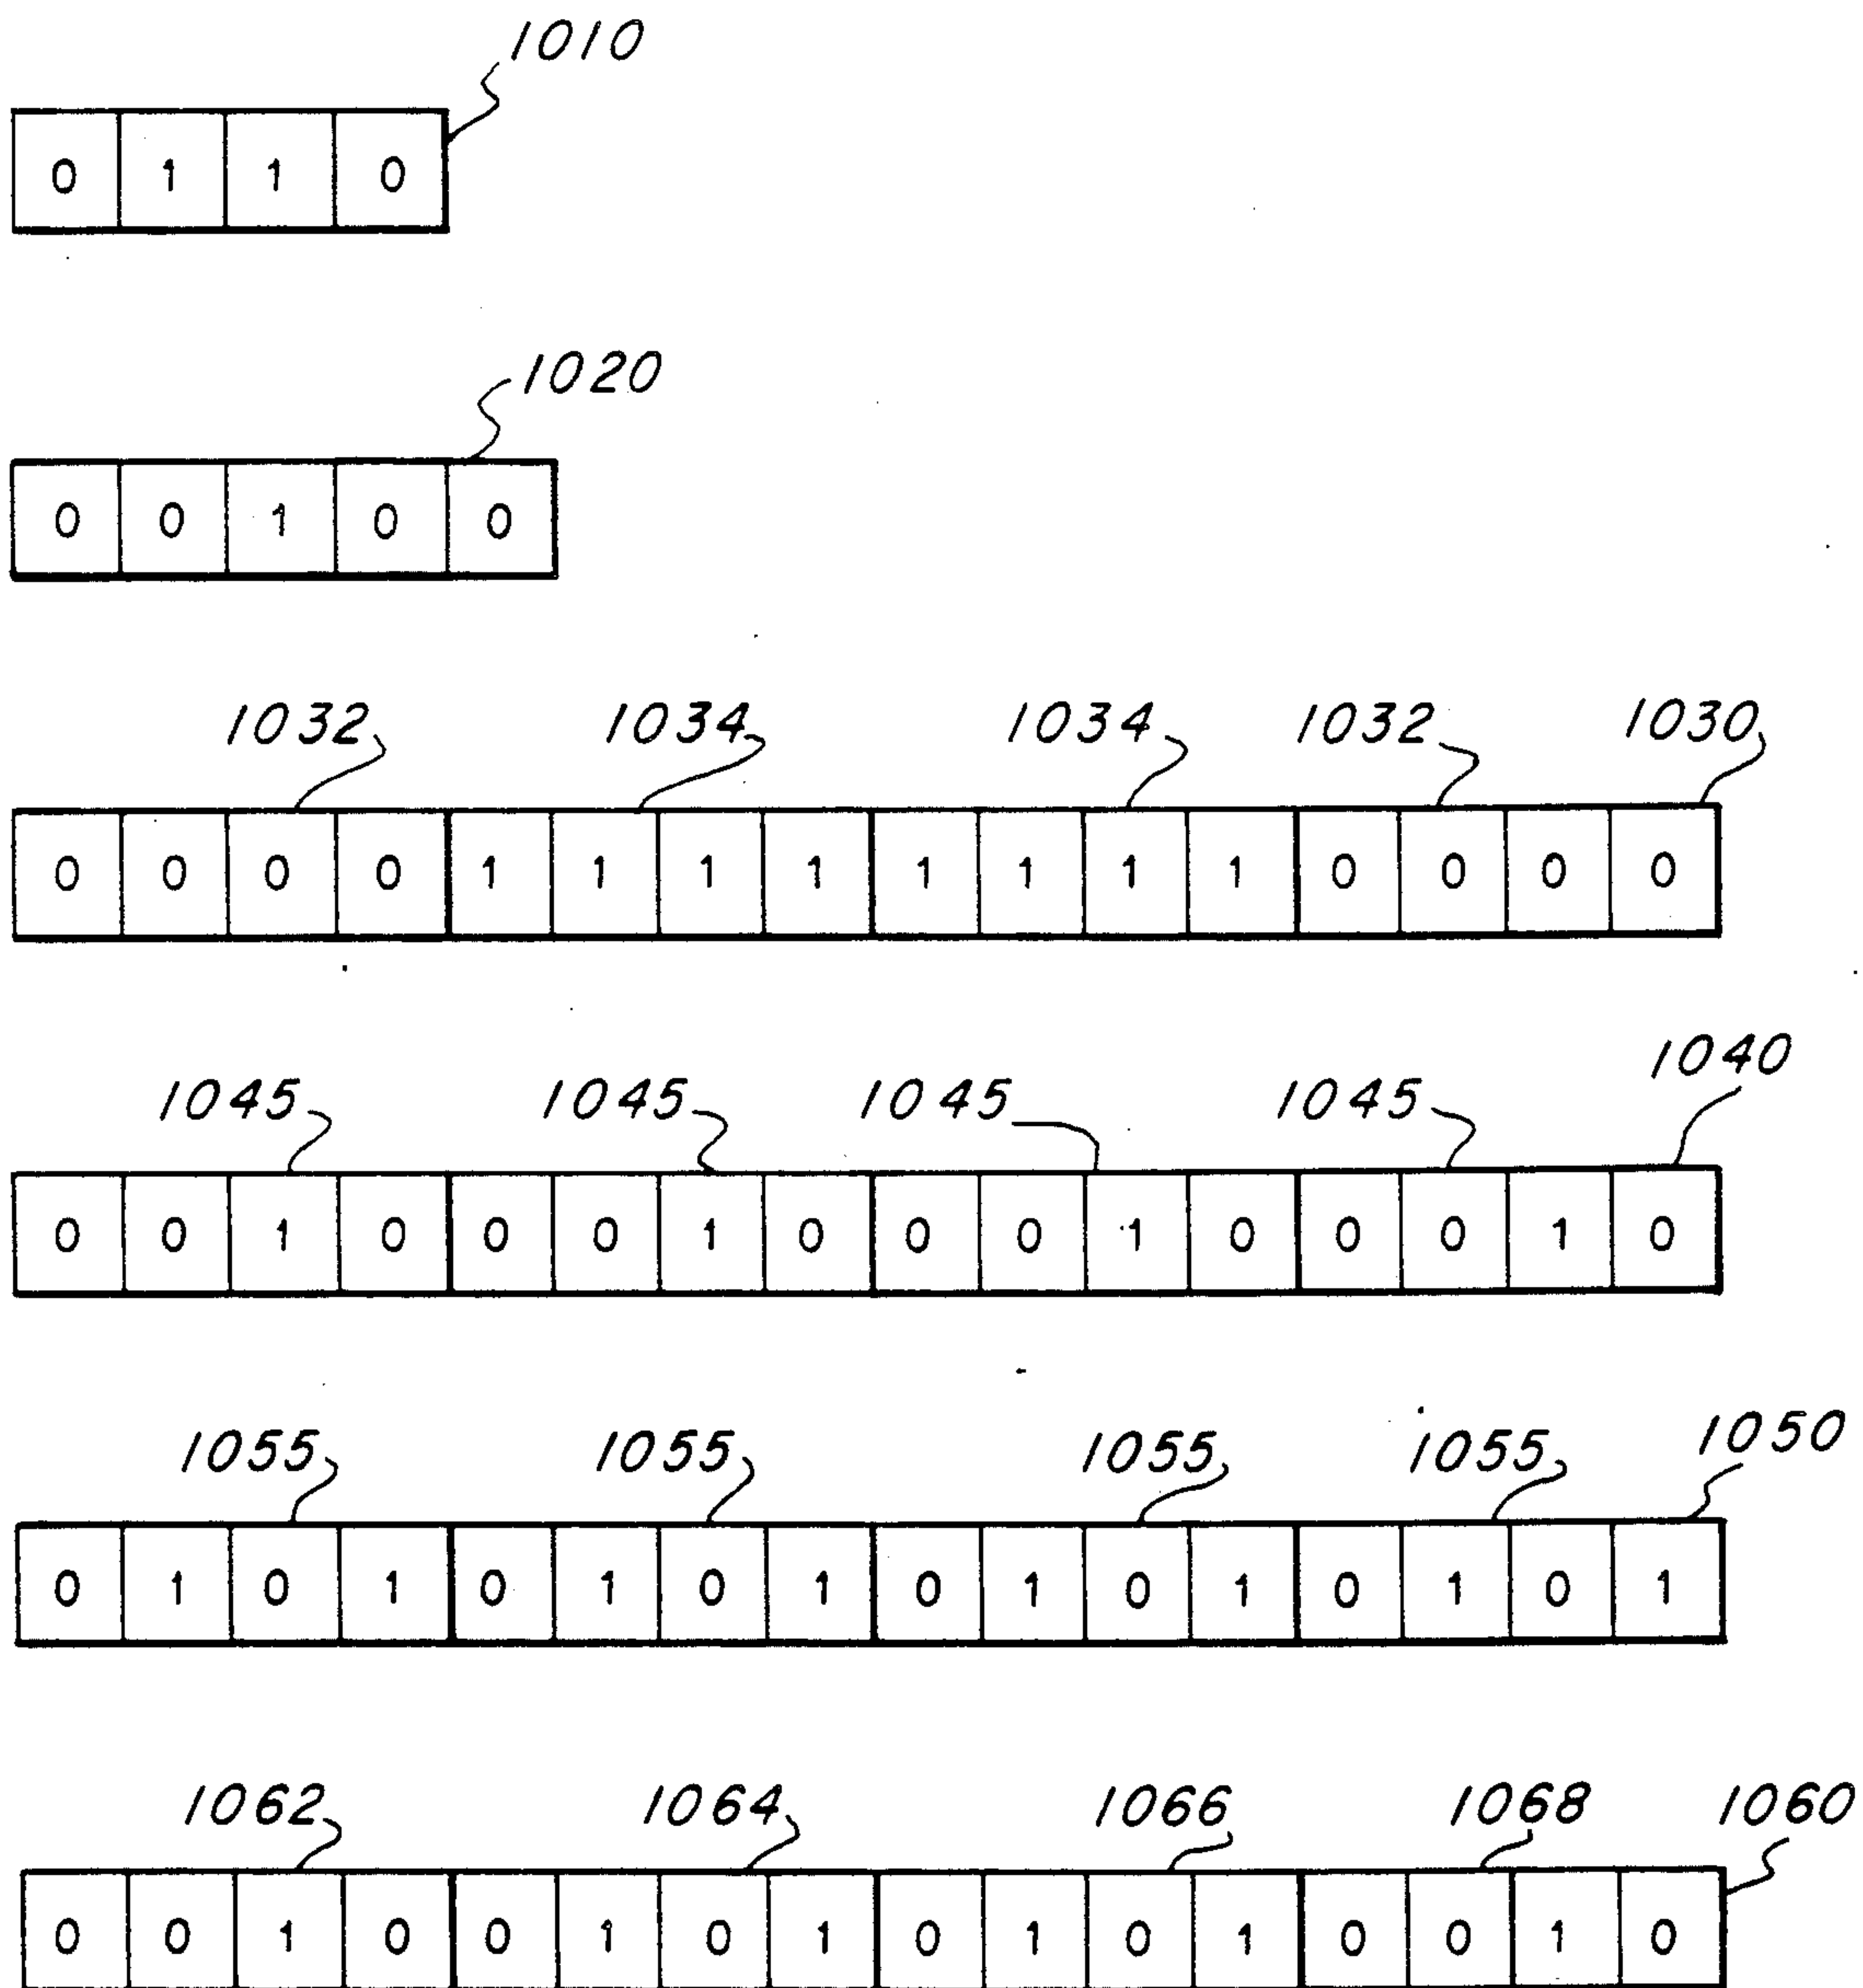 1010
0 1 1 0
1020
0 0 1 0 0
1032 1034 1034 1032 1030
0 0 0 0 1 1 1 1 1 1 1 1 0 0 0 0
1045 1045 1045 1045 1040
0 0 1 0 0 0 1 0 0 0 1 0 0 0 1 0
1055 1055 1055 1055 1050
0 1 0 1 0 1 0 1 0 1 0 1 0 1 0 1
1062 1064 1066 1068 1060
0 0 1 0 0 1 0 1 0 1 0 1 0 0 1 0